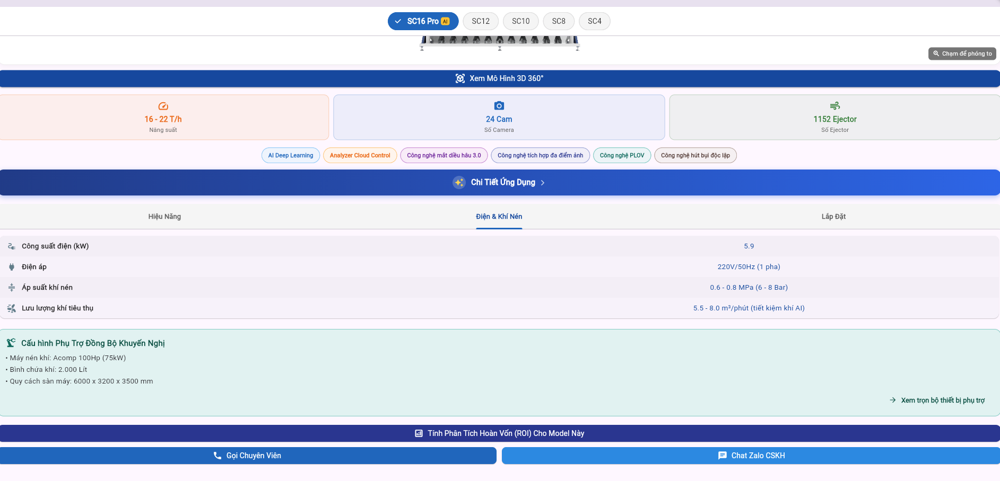 SC16 Pro AI
SC12
SC10
SC8
SC4
Chạm để phóng to
Xem Mô Hình 3D 360°
16 - 22 T/h
Năng suất
24 Cam
Số Camera
1152 Ejector
Số Ejector
AI Deep Learning
Analyzer Cloud Control
Công nghệ mắt diều hâu 3.0
Công nghệ tích hợp đa điểm ảnh
Công nghệ PLOV
Công nghệ hút bụi độc lập
Chi Tiết Ứng Dụng
Hiệu Năng
Điện & Khí Nén
Lắp Đặt
Công suất điện (kW)
5.9
Điện áp
220V/50Hz (1 pha)
Áp suất khí nén
0.6 - 0.8 MPa (6 - 8 Bar)
Lưu lượng khí tiêu thụ
5.5 - 8.0 m³/phút (tiết kiệm khí AI)
Cấu hình Phụ Trợ Đồng Bộ Khuyến Nghị
• Máy nén khí: Acomp 100Hp (75kW)
• Bình chứa khí: 2.000 Lít
• Quy cách sàn máy: 6000 x 3200 x 3500 mm
Xem trọn bộ thiết bị phụ trợ
Tính Phân Tích Hoàn Vốn (ROI) Cho Model Này
Gọi Chuyên Viên
Chat Zalo CSKH